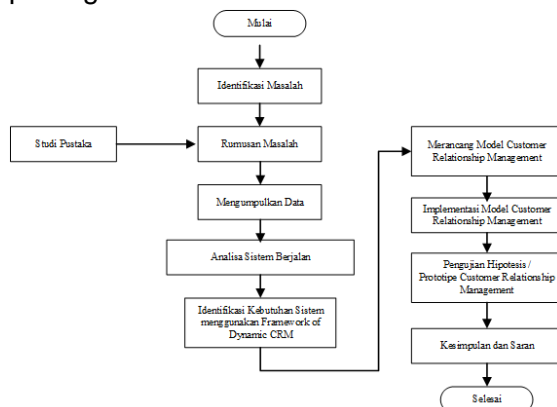 Mulai
Identifikasi Masalah
Studi Pustaka
Rumusan Masalah
Mengumpulkan Data
Analisa Sistem Berjalan
Identifikasi Kebutuhan Sistem
menggunakan Framework of
Dynamic CRM
Merancang Model Customer
Relationship Management
Implementasi Model Customer
Relationship Management
Pengujian Hipotesis /
Prototipe Customer Relationship
Management
Kesimpulan dan Saran
Selesai